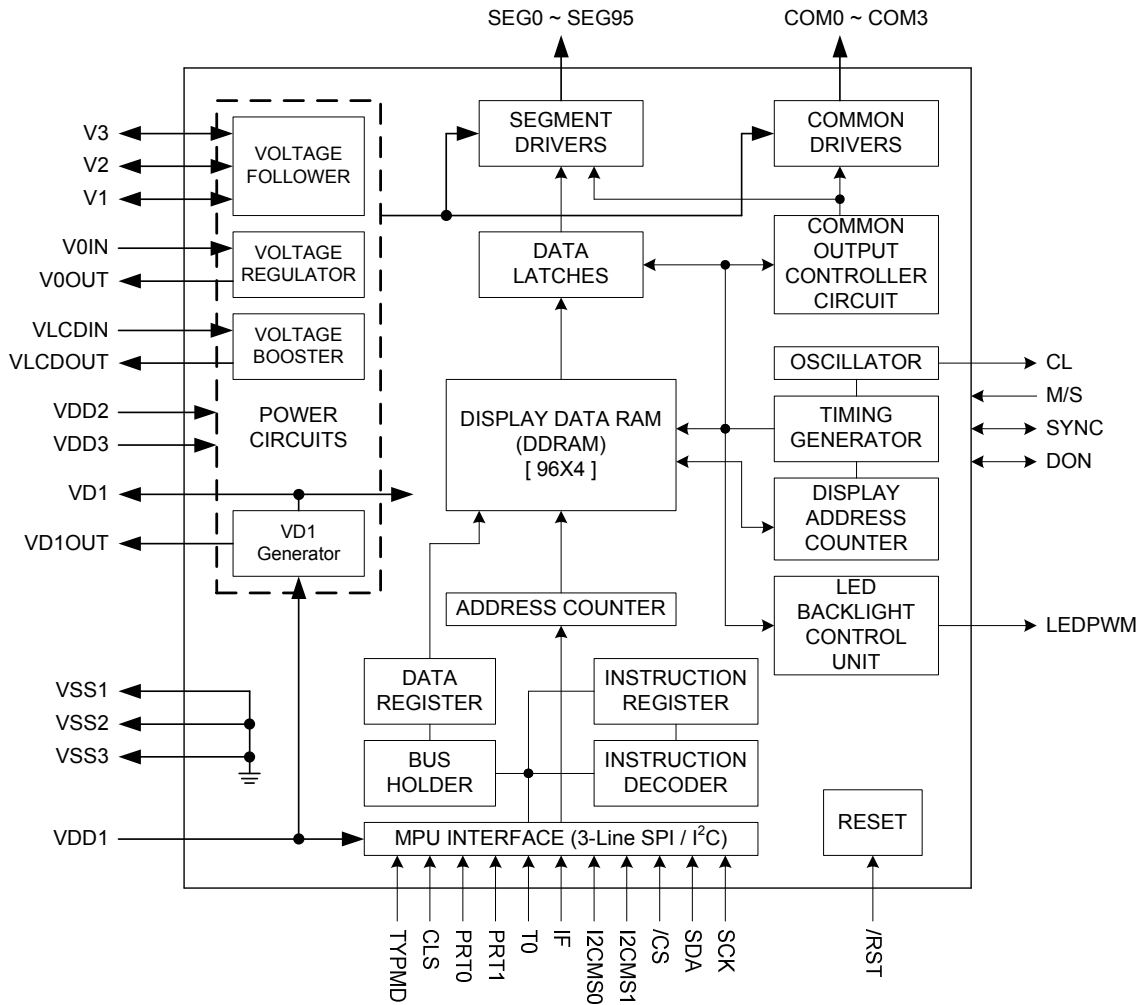 SEG0 ~ SEG95
COM0 ~ COM3
V3
V2
V1
V0IN
V0OUT
VLCDIN
VLCDOUT
VDD2
VDD3
VD1
VD1OUT
VSS1
VSS2
VSS3
VDD1
VOLTAGE
FOLLOWER
VOLTAGE
REGULATOR
VOLTAGE
BOOSTER
POWER
CIRCUITS
VD1
Generator
SEGMENT
DRIVERS
COMMON
DRIVERS
DATA
LATCHES
COMMON
OUTPUT
CONTROLLER
CIRCUIT
OSCILLATOR
TIMING
GENERATOR
DISPLAY
ADDRESS
COUNTER
DISPLAY DATA RAM
(DDRAM)
[ 96X4 ]
LED
BACKLIGHT
CONTROL
UNIT
CL
M/S
SYNC
DON
LEDPWM
ADDRESS COUNTER
DATA
REGISTER
INSTRUCTION
REGISTER
BUS
HOLDER
INSTRUCTION
DECODER
MPU INTERFACE (3-Line SPI / I²C)
RESET
TYPMD
CLS
PRT0
PRT1
T0
IF
I2CMS0
I2CMS1
/CS
SDA
SCK
/RST